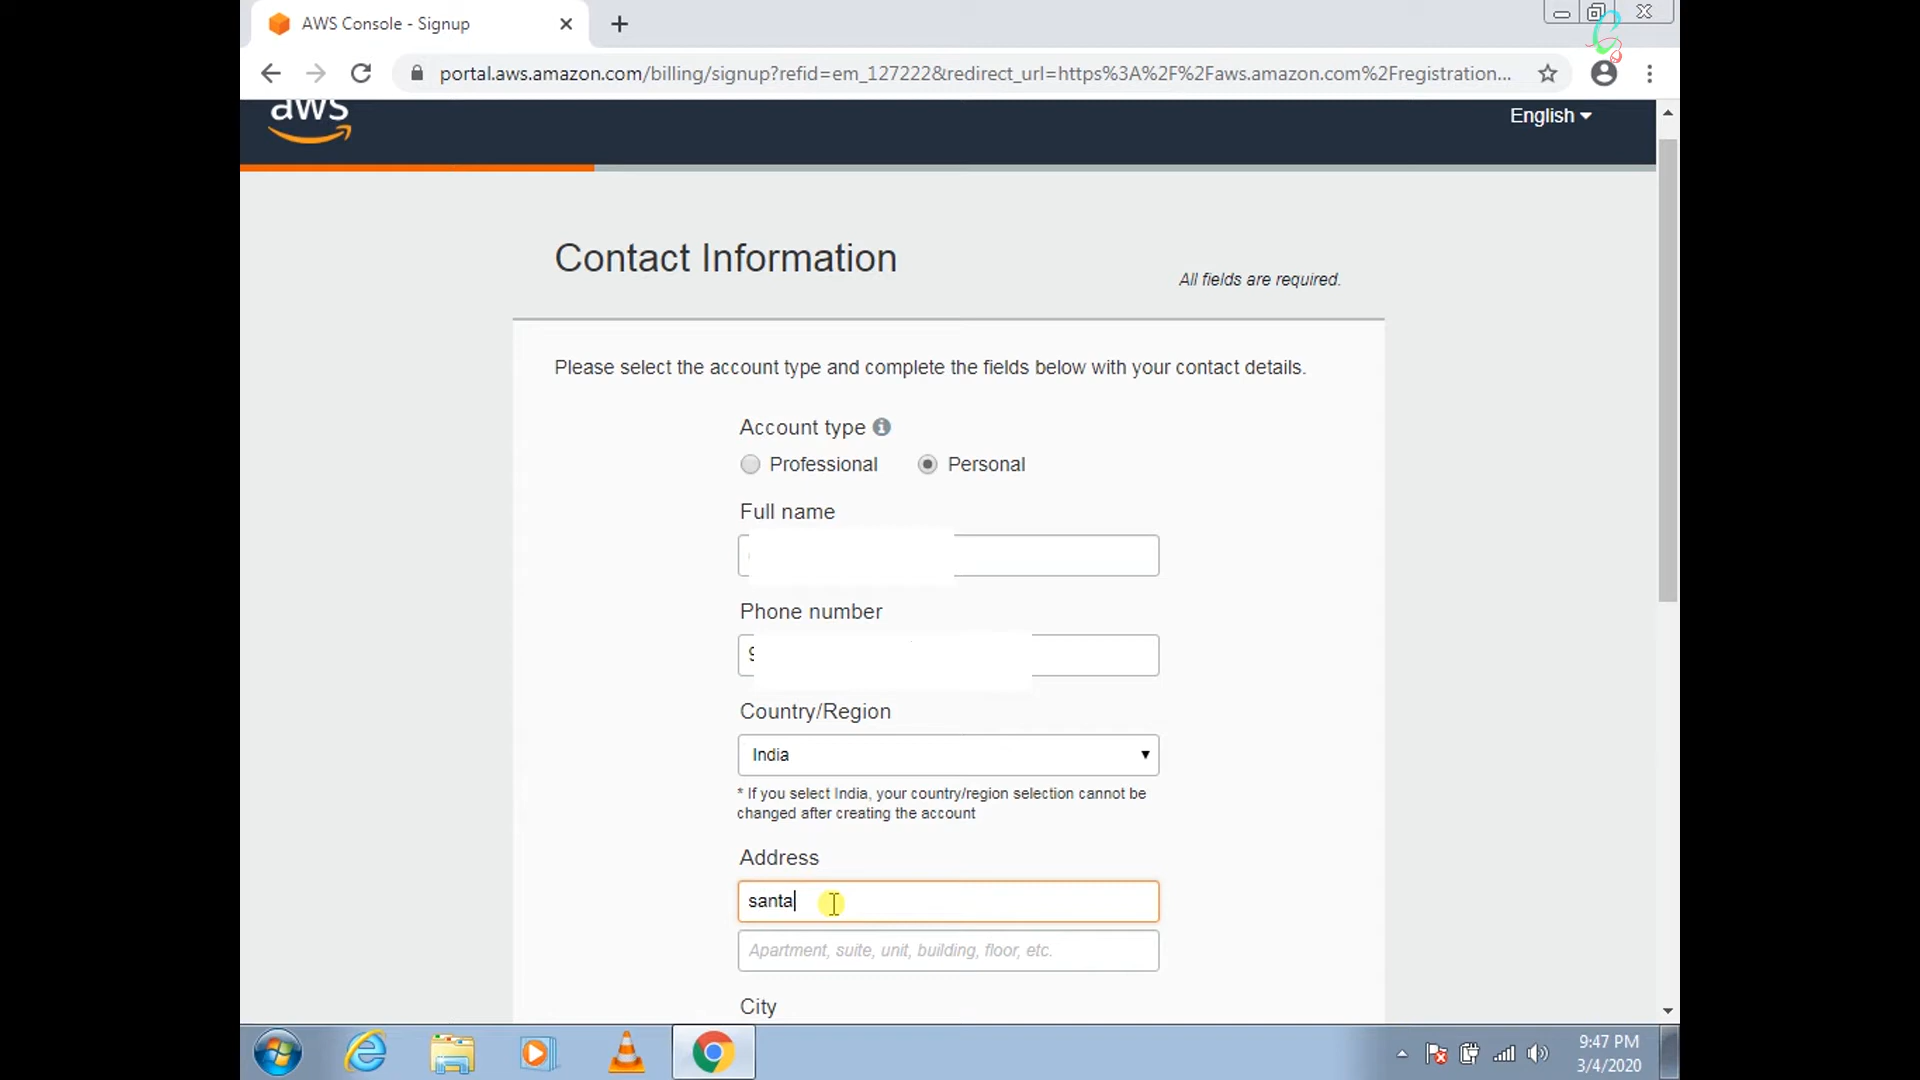 AWS Console - Signup
portal.aws.amazon.com/billing/signup?refid=em_127222&redirect_url=https%3A%2F%2Faws.amazon.com%2Fregistration...
aws
English
Contact Information
All fields are required.
Please select the account type and complete the fields below with your contact details.
Account type
Professional
Personal
Full name
Phone number
9
Country/Region
India
* If you select India, your country/region selection cannot be
changed after creating the account
Address
santa
Apartment, suite, unit, building, floor, etc.
City
9:47 PM
3/4/2020